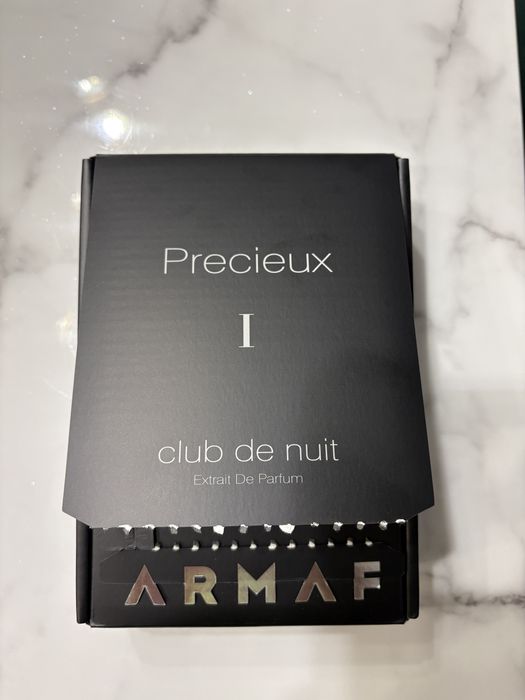 Precieux
I
club de nuit
Extrait De Parfum
ARMAF